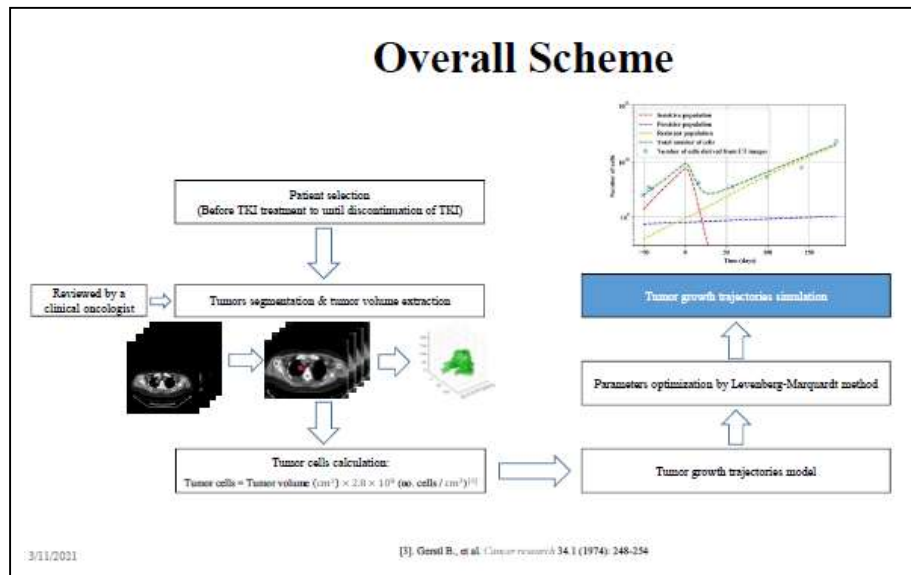 Overall Scheme
Patient selection
(Before TKI treatment to until discontinuation of TKI)
Reviewed by a
clinical oncologist
Tumors segmentation & tumor volume extraction
Tumor cells calculation:
Tumor cells = Tumor volume (cm³) × 2.8 × 10⁹ (no. cells / cm³)[3]
Sensitive population
Persister population
Resistant population
Total number of cells
Number of cells derived from CT images
Number of cells
Time (days)
Tumor growth trajectories simulation
Parameters optimization by Levenberg-Marquardt method
Tumor growth trajectories model
3/11/2021
[3]. Gerstl B., et al. Cancer research 34.1 (1974): 248-254